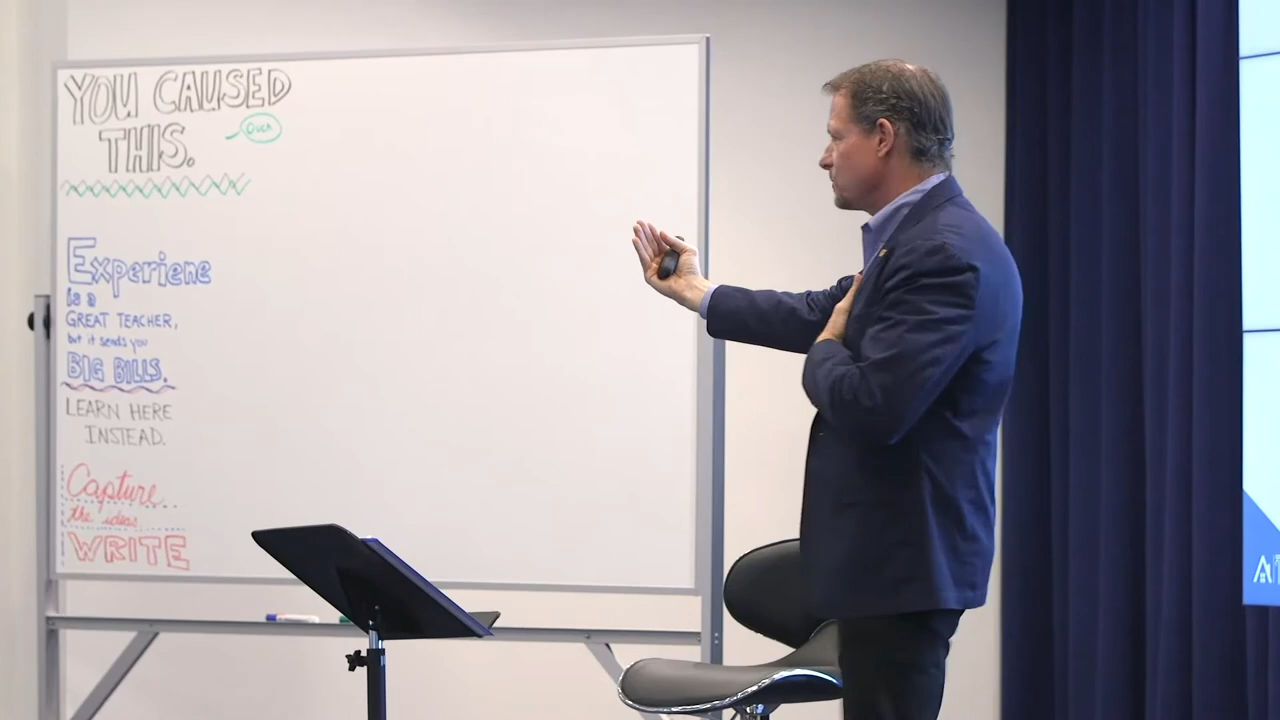 YOU CAUSED
THIS.
Ouch
Experiene
is a
GREAT TEACHER,
but it sends you
BIG BILLS.
LEARN HERE
INSTEAD.
Capture
the ideas
WRITE